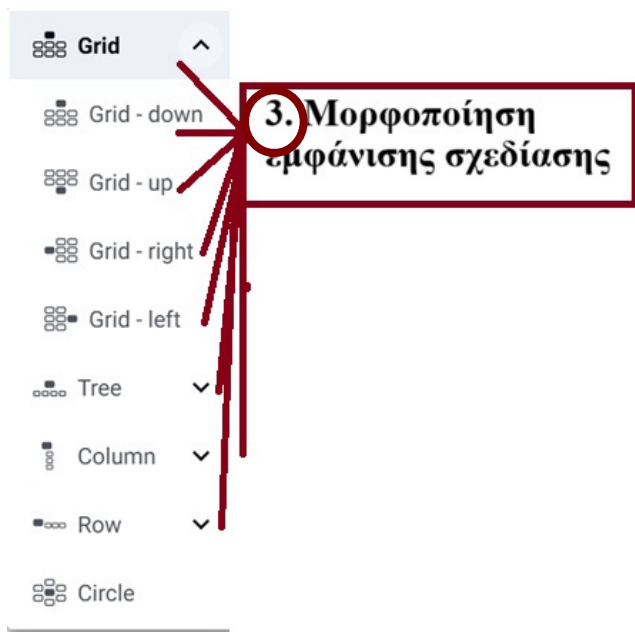 Grid
Grid - down
Grid - up
Grid - right
Grid - left
Tree
Column
Row
Circle
3. Μορφοποίηση
εμφάνισης σχεδίασης